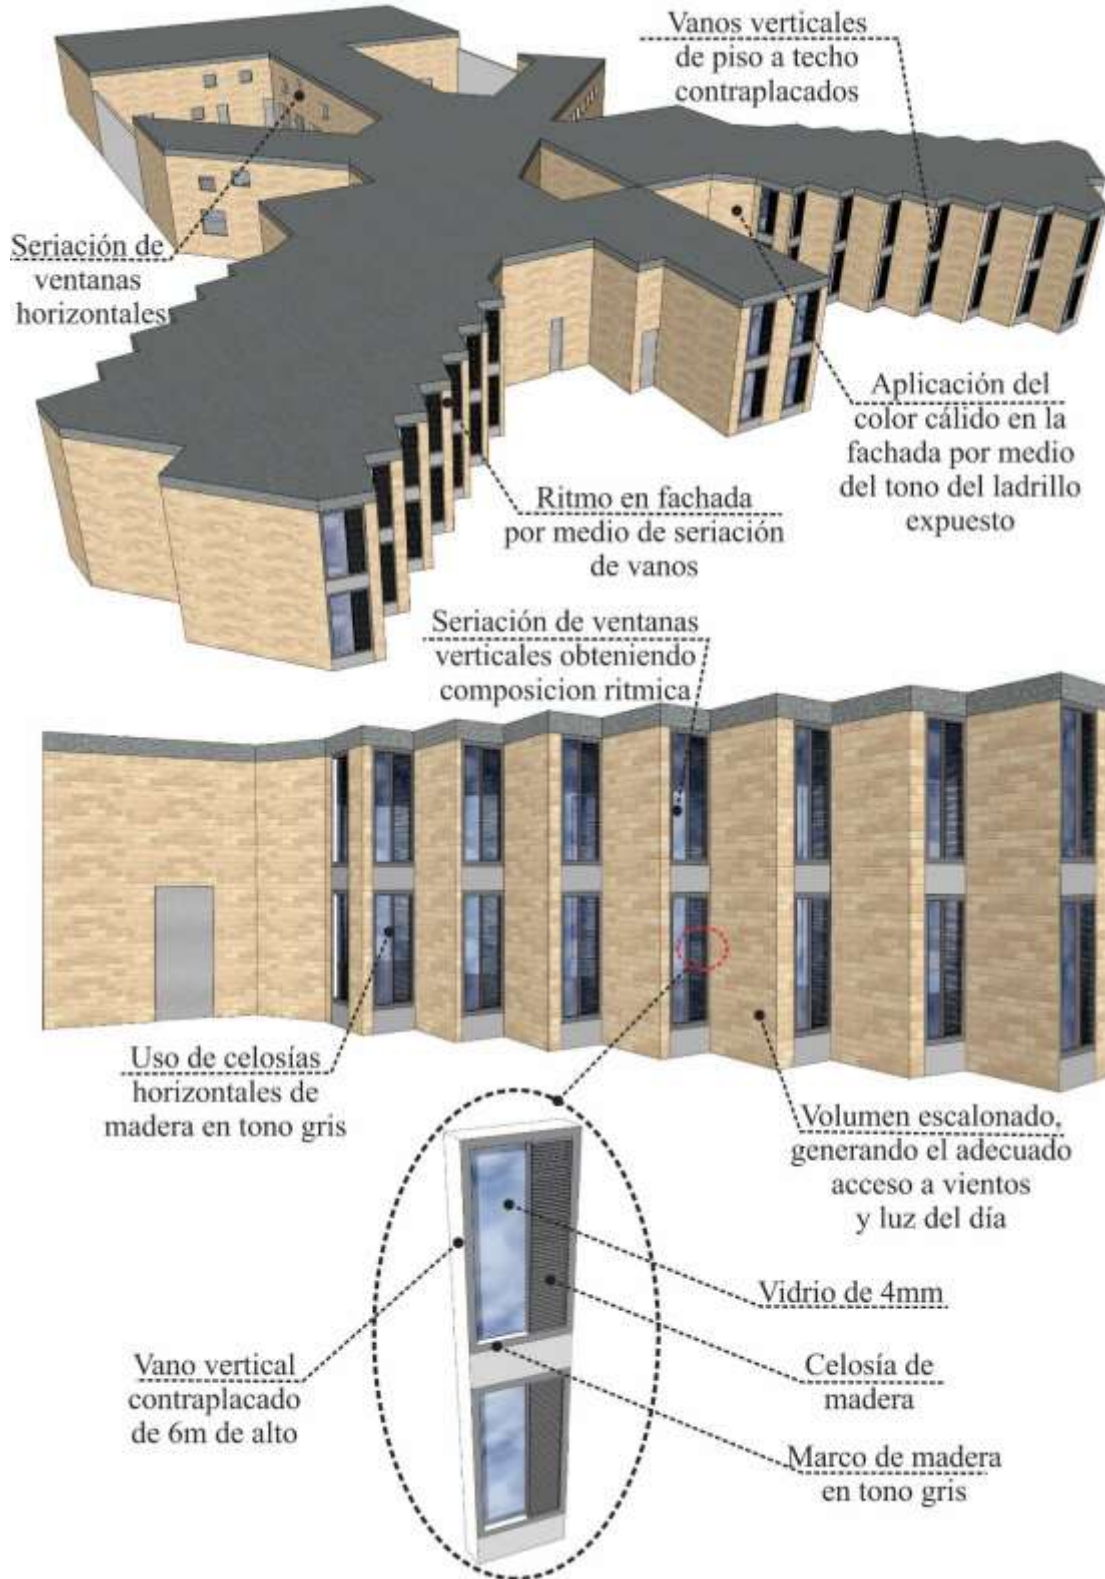 Vanos verticales
de piso a techo
contraplacados
Seriación de
ventanas
horizontales
Aplicación del
color cálido en la
fachada por medio
del tono del ladrillo
expuesto
Ritmo en fachada
por medio de seriación
de vanos
Seriación de ventanas
verticales obteniendo
composicion ritmica
Uso de celosías
horizontales de
madera en tono gris
Volumen escalonado,
generando el adecuado
acceso a vientos
y luz del día
Vidrio de 4mm
Vano vertical
contraplacado
de 6m de alto
Celosía de
madera
Marco de madera
en tono gris